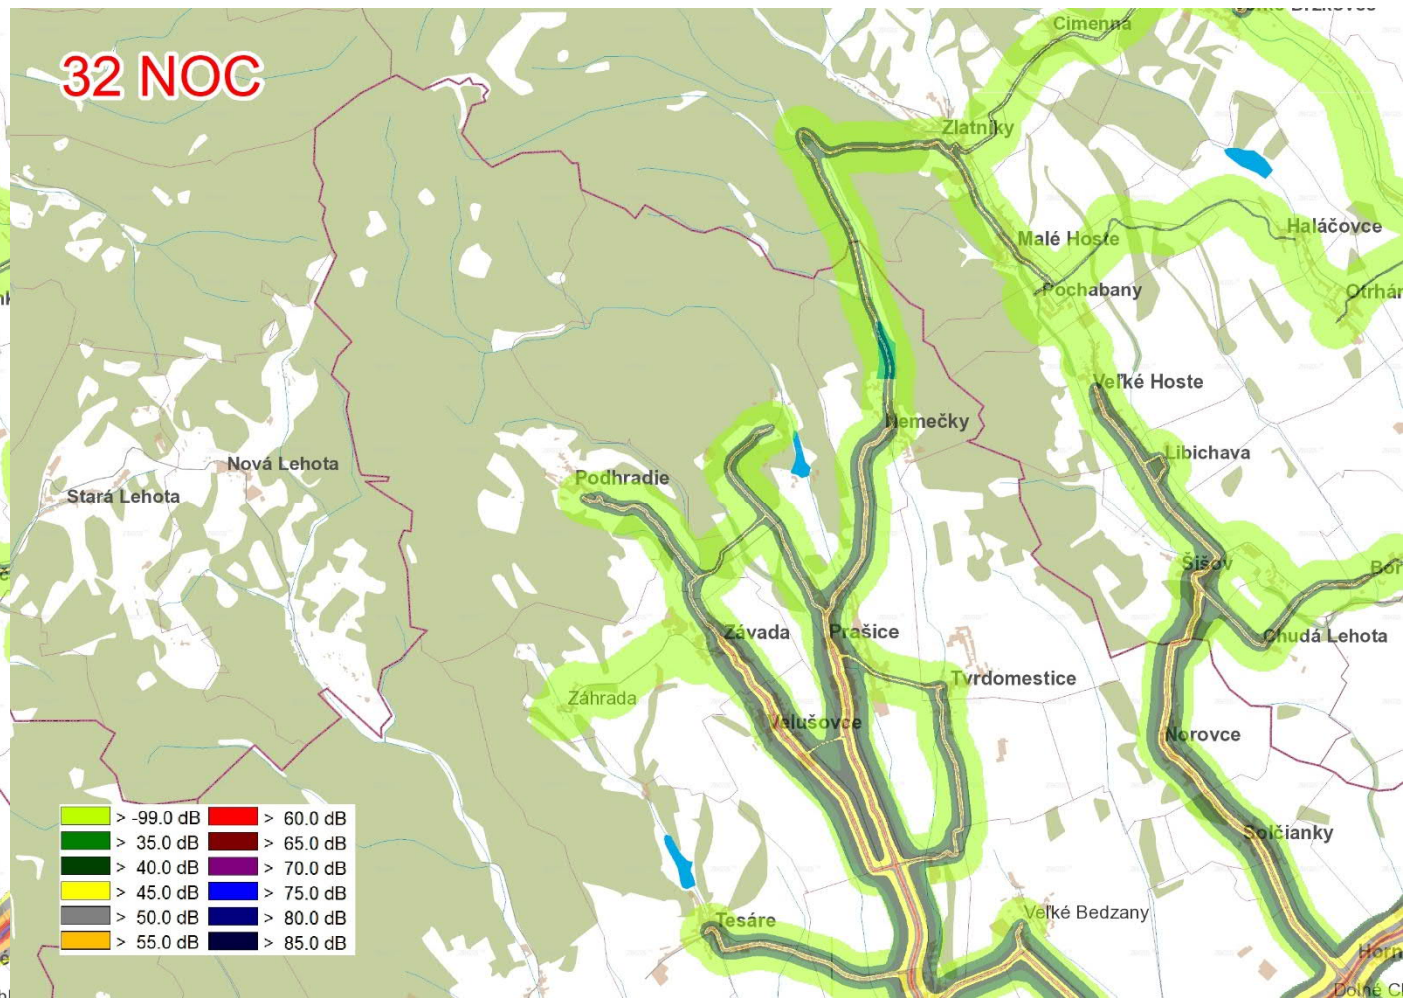 Cimenná
32 NOC
Zlatníky
Malé Hoste
Haláčovce
Pochabany
Veľké Hoste
Nemečky
Libichava
Nová Lehota
Podhradie
Stará Lehota
Šišov
Závada
Prašice
Chudá Lehota
Tvrdomestice
Záhrada
Velušovce
Norovce
> -99.0 dB > 60.0 dB
> 35.0 dB > 65.0 dB
> 40.0 dB > 70.0 dB
> 45.0 dB > 75.0 dB
> 50.0 dB > 80.0 dB
> 55.0 dB > 85.0 dB
Solčianky
Tesáre
Veľké Bedzany
Horn
Dolné